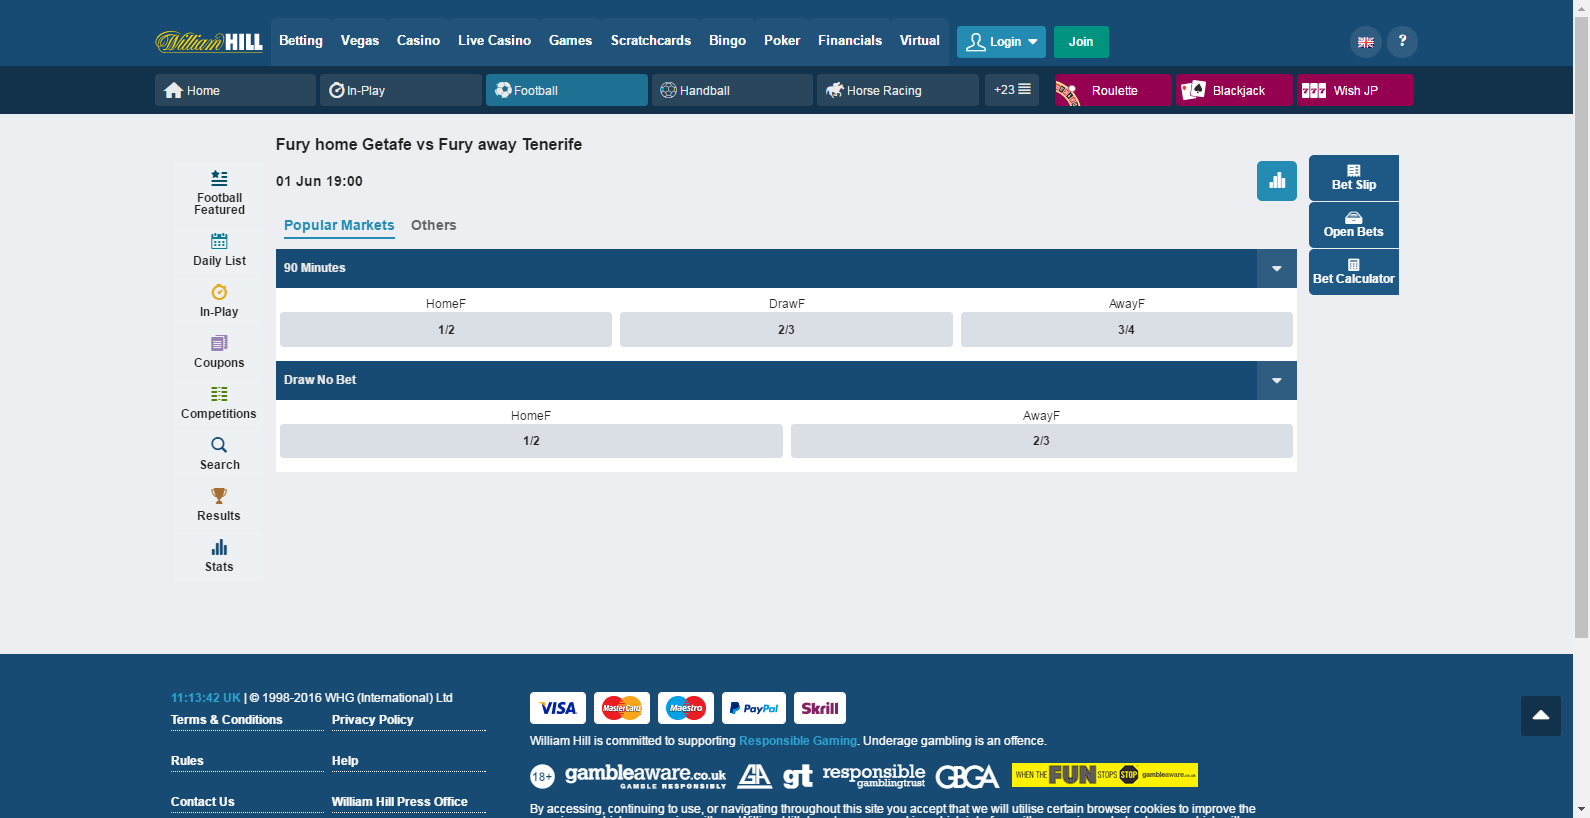 William HILL
Betting Vegas Casino Live Casino Games Scratchcards Bingo Poker Financials Virtual Login Join ?
Home In-Play Football Handball Horse Racing +23 Roulette Blackjack 777 Wish JP
Fury home Getafe vs Fury away Tenerife
01 Jun 19:00
Popular Markets Others
90 Minutes
HomeF DrawF AwayF
1/2 2/3 3/4
Draw No Bet
HomeF AwayF
1/2 2/3
Football
Featured
Daily List
In-Play
Coupons
Competitions
Search
Results
Stats
Bet Slip
Open Bets
Bet Calculator
11:13:42 UK | © 1998-2016 WHG (International) Ltd
Terms & Conditions Privacy Policy
Rules Help
Contact Us William Hill Press Office
VISA MasterCard Maestro PayPal Skrill
William Hill is committed to supporting Responsible Gaming. Underage gambling is an offence.
18+ gambleaware.co.uk GAMBLE RESPONSIBLY GA gt responsible gamblingtrust GBGA WHEN THE FUN STOPS STOP gambleaware.co.uk
By accessing, continuing to use, or navigating throughout this site you accept that we will utilise certain browser cookies to improve the